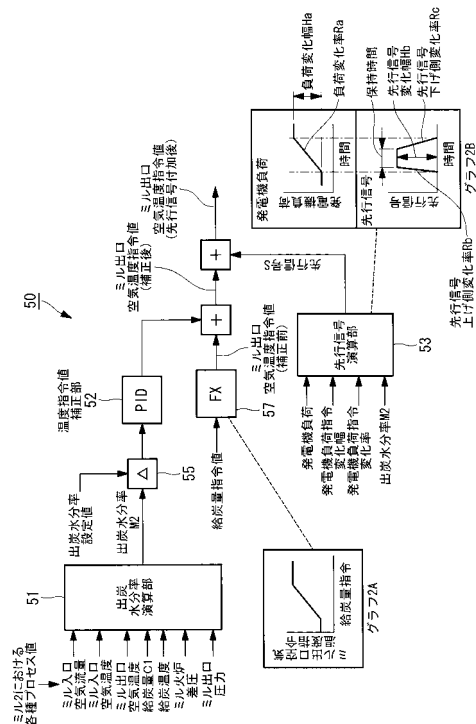 50
ミル2における
各種プロセス値
ミル入口
空気流量
ミル入口
空気温度
ミル出口
空気温度
給炭量C1
給炭温度
ミル火炉
差圧
ミル出口
圧力
51
出炭
水分率
演算部
出炭水分率
設定値
出炭水分率
M2
Δ
55
温度指令値
補正部
52
PID
給炭量指令値
FX
57
ミル出口
空気温度指令値
(補正前)
+
ミル出口
空気温度指令値
(補正後)
+
ミル出口
空気温度指令値
(先行信号付加後)
先行信号S
発電機負荷
発電機負荷指令
変化幅
発電機負荷指令
変化率
出炭水分率M2
先行信号
演算部
53
給炭量指令
グラフ2A
発電機負荷
発電機負荷
時間
負荷変化幅Ha
負荷変化率Ra
先行信号
先行信号
時間
保持時間
先行信号
変化幅Hb
先行信号
下げ側変化率Rc
先行信号
上げ側変化率Rb
グラフ2B